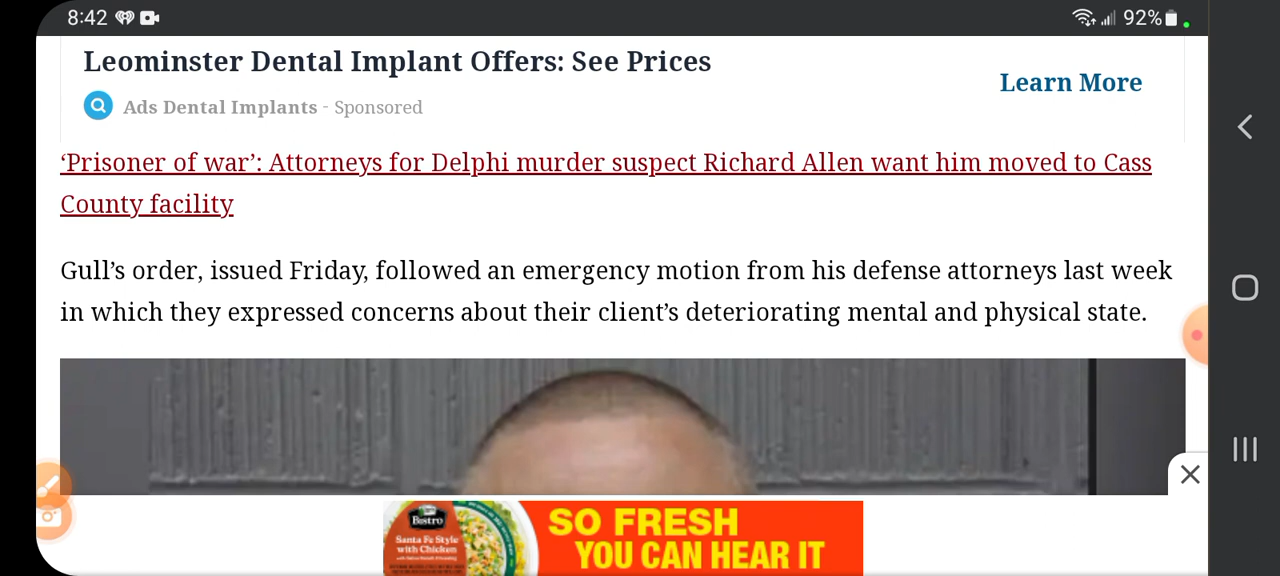 8:42
92%
Leominster Dental Implant Offers: See Prices
Ads Dental Implants - Sponsored
Learn More
‘Prisoner of war’: Attorneys for Delphi murder suspect Richard Allen want him moved to Cass
County facility
Gull’s order, issued Friday, followed an emergency motion from his defense attorneys last week
in which they expressed concerns about their client’s deteriorating mental and physical state.
Bistro
Santa Fe Style
with Chicken
SO FRESH
YOU CAN HEAR IT